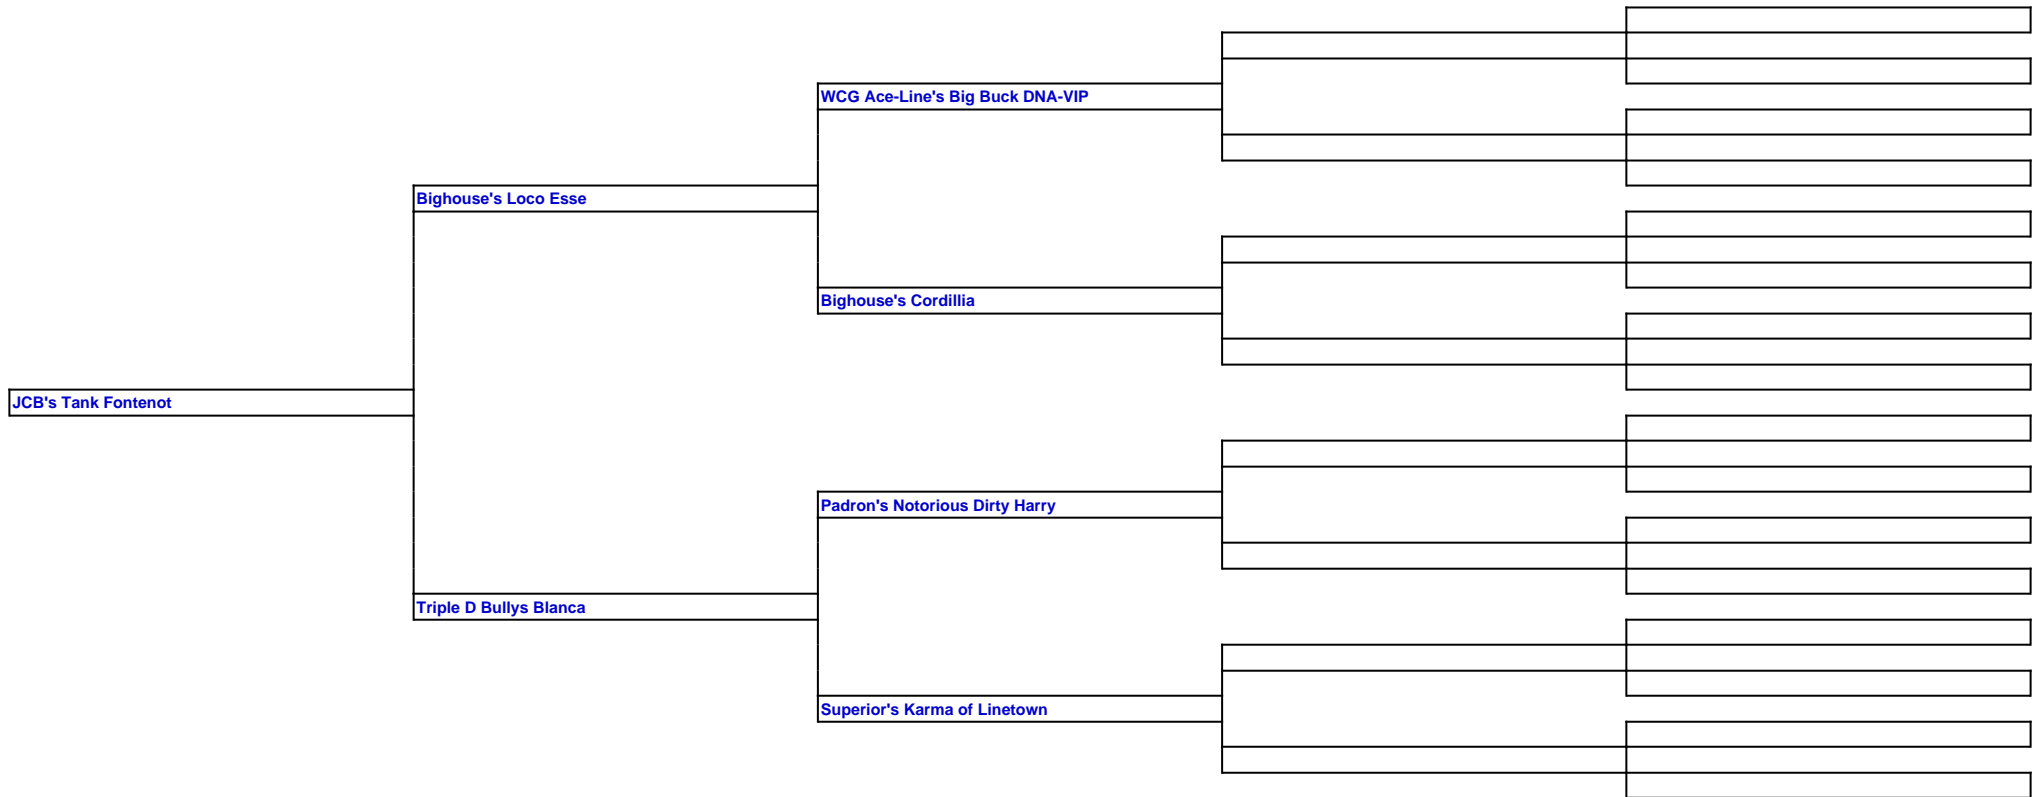 WCG Ace-Line's Big Buck DNA-VIP
Bighouse's Loco Esse
Bighouse's Cordillia
JCB's Tank Fontenot
Padron's Notorious Dirty Harry
Triple D Bullys Blanca
Superior's Karma of Linetown